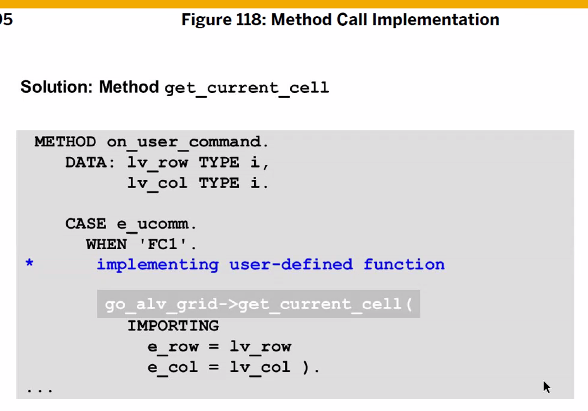 95
Figure 118: Method Call Implementation
Solution: Method get_current_cell
METHOD on_user_command.
DATA: lv_row TYPE i,
lv_col TYPE i.
CASE e_ucomm.
WHEN 'FC1'.
* implementing user-defined function
go_alv_grid->get_current_cell(
IMPORTING
e_row = lv_row
e_col = lv_col ).
...